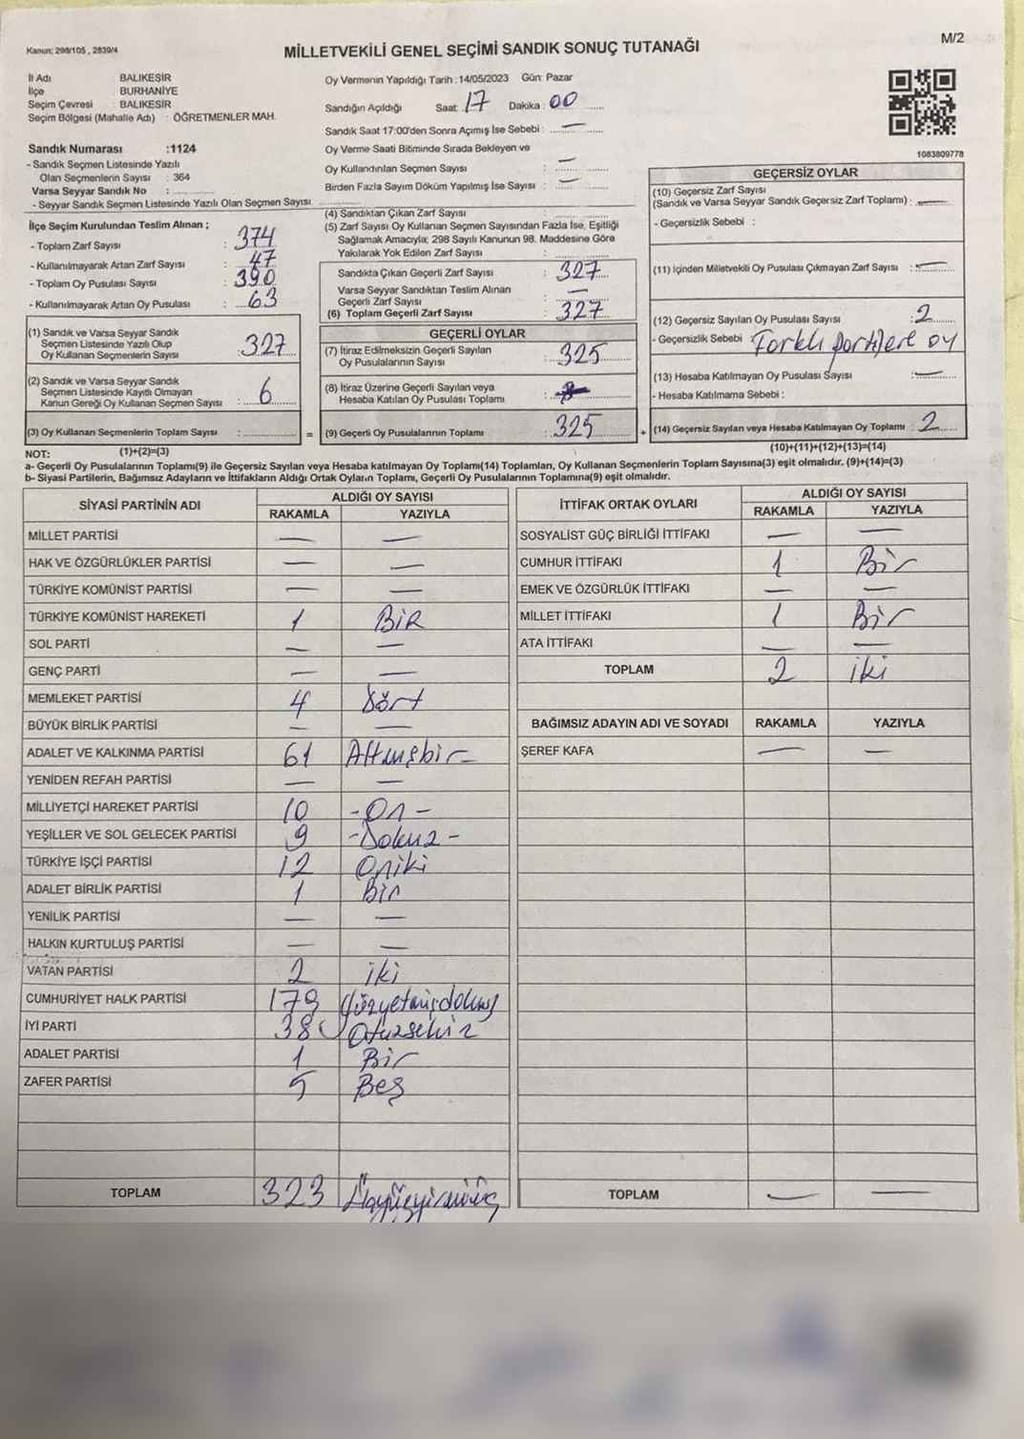 Kanun: 298/105 , 2839/4
MİLLETVEKİLİ GENEL SEÇİMİ SANDIK SONUÇ TUTANAĞI
M/2
İl Adı BALIKESİR
İlçe BURHANİYE
Seçim Çevresi BALIKESİR
Seçim Bölgesi (Mahalle Adı) : ÖĞRETMENLER MAH.
Sandık Numarası :1124
- Sandık Seçmen Listesinde Yazılı
Olan Seçmenlerin Sayısı : 364
Varsa Seyyar Sandık No :
- Seyyar Sandık Seçmen Listesinde Yazılı Olan Seçmen Sayısı
Oy Vermenin Yapıldığı Tarih :14/05/2023 Gün: Pazar
Sandığın Açıldığı Saat: 17 Dakika : 00
Sandık Saat 17:00'den Sonra Açımış İse Sebebi : —
Oy Verme Saati Bitiminde Sırada Bekleyen ve
Oy Kullandırılan Seçmen Sayısı : —
Birden Fazla Sayım Döküm Yapılmış İse Sayısı : —
1083809778
İlçe Seçim Kurulundan Teslim Alınan ;
- Toplam Zarf Sayısı : 374
- Kullanılmayarak Artan Zarf Sayısı : 47
- Toplam Oy Pusulası Sayısı : 390
- Kullanılmayarak Artan Oy Pusulası : 63
(1) Sandık ve Varsa Seyyar Sandık
Seçmen Listesinde Yazılı Olup
Oy Kullanan Seçmenlerin Sayısı : 327
(2) Sandık ve Varsa Seyyar Sandık
Seçmen Listesinde Kayıtlı Olmayan
Kanun Gereği Oy Kullanan Seçmen Sayısı : 6
(3) Oy Kullanan Seçmenlerin Toplam Sayısı :
(4) Sandıktan Çıkan Zarf Sayısı :
(5) Zarf Sayısı Oy Kullanan Seçmen Sayısından Fazla İse, Eşitliği
Sağlamak Amacıyla; 298 Sayılı Kanunun 98. Maddesine Göre
Yakılarak Yok Edilen Zarf Sayısı :
Sandıkta Çıkan Geçerli Zarf Sayısı : 327
Varsa Seyyar Sandıktan Teslim Alınan
Geçerli Zarf Sayısı : —
(6) Toplam Geçerli Zarf Sayısı : 327
GEÇERLİ OYLAR
(7) İtiraz Edilmeksizin Geçerli Sayılan
Oy Pusulalarının Sayısı : 325
(8) İtiraz Üzerine Geçerli Sayılan veya
Hesaba Katılan Oy Pusulası Toplamı :
= (9) Geçerli Oy Pusulalarının Toplamı : 325
GEÇERSİZ OYLAR
(10) Geçersiz Zarf Sayısı
(Sandık ve Varsa Seyyar Sandık Geçersiz Zarf Toplamı) : —
- Geçersizlik Sebebi :
(11) İçinden Milletvekili Oy Pusulası Çıkmayan Zarf Sayısı : —
(12) Geçersiz Sayılan Oy Pusulası Sayısı : 2
- Geçersizlik Sebebi Farklı partilere oy
(13) Hesaba Katılmayan Oy Pusulası Sayısı : —
- Hesaba Katılmama Sebebi :
+ (14) Geçersiz Sayılan veya Hesaba Katılmayan Oy Toplamı : 2
NOT: (1)+(2)=(3)
(10)+(11)+(12)+(13)=(14)
a- Geçerli Oy Pusulalarının Toplamı(9) ile Geçersiz Sayılan veya Hesaba katılmayan Oy Toplamı(14) Toplamları, Oy Kullanan Seçmenlerin Toplam Sayısına(3) eşit olmalıdır. (9)+(14)=(3)
b- Siyasi Partilerin, Bağımsız Adayların ve İttifakların Aldığı Ortak Oyların Toplamı, Geçerli Oy Pusulalarının Toplamına(9) eşit olmalıdır.
SİYASİ PARTİNİN ADI ALDIĞI OY SAYISI
RAKAMLA YAZIYLA
MİLLET PARTİSİ — —
HAK VE ÖZGÜRLÜKLER PARTİSİ — —
TÜRKİYE KOMÜNİST PARTİSİ — —
TÜRKİYE KOMÜNİST HAREKETİ 1 BİR
SOL PARTİ — —
GENÇ PARTİ — —
MEMLEKET PARTİSİ 4 Dört
BÜYÜK BİRLİK PARTİSİ — —
ADALET VE KALKINMA PARTİSİ 61 Altmışbir
YENİDEN REFAH PARTİSİ — —
MİLLİYETÇİ HAREKET PARTİSİ 10 -On-
YEŞİLLER VE SOL GELECEK PARTİSİ 9 -Dokuz-
TÜRKİYE İŞÇİ PARTİSİ 12 Oniki
ADALET BİRLİK PARTİSİ 1 Bir
YENİLİK PARTİSİ — —
HALKIN KURTULUŞ PARTİSİ — —
VATAN PARTİSİ 2 iki
CUMHURİYET HALK PARTİSİ 179 Yüzyetmişdokuz
İYİ PARTİ 38 Otuzsekiz
ADALET PARTİSİ 1 Bir
ZAFER PARTİSİ 5 Beş
TOPLAM 323 Üçyüzyirmiüç
İTTİFAK ORTAK OYLARI ALDIĞI OY SAYISI
RAKAMLA YAZIYLA
SOSYALİST GÜÇ BİRLİĞİ İTTİFAKI — —
CUMHUR İTTİFAKI 1 Bir
EMEK VE ÖZGÜRLÜK İTTİFAKI — —
MİLLET İTTİFAKI 1 Bir
ATA İTTİFAKI — —
TOPLAM 2 iki
BAĞIMSIZ ADAYIN ADI VE SOYADI RAKAMLA YAZIYLA
ŞEREF KAFA — —
TOPLAM — —